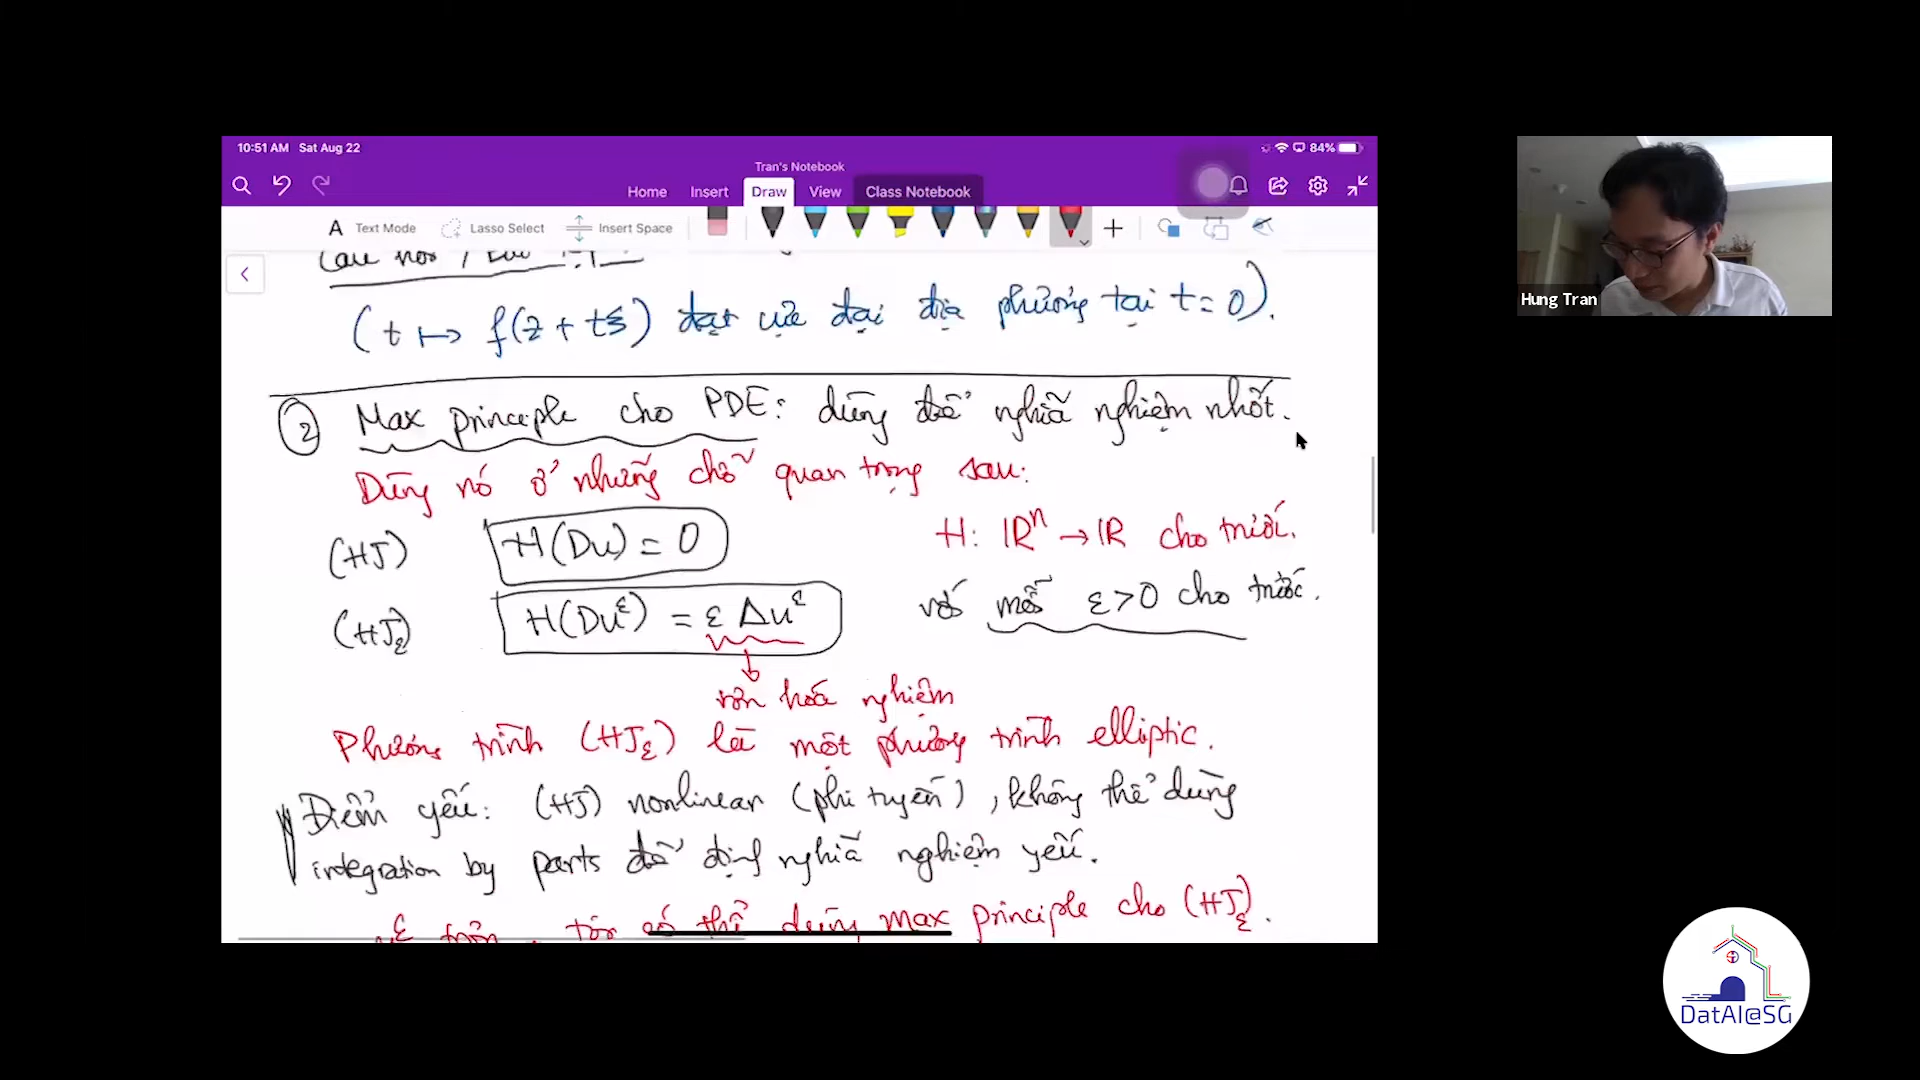 10:51 AM Sat Aug 22
84%
Tran's Notebook
Home Insert Draw View Class Notebook
A Text Mode Lasso Select Insert Space
(t ↦ f(z + tξ) đạt cực đại địa phương tại t = 0).
② Max principle cho PDE: dùng để nghĩa nghiệm nhớt.
Dùng nó ở những chỗ quan trọng sau:
(HJ) H(Du) = 0 H: ℝⁿ → ℝ cho trước.
(HJ_ε) H(Du^ε) = ε Δu^ε với mỗi ε > 0 cho trước.
trơn hoá nghiệm
Phương trình (HJ_ε) là một phương trình elliptic.
Điểm yếu: (HJ) nonlinear (phi tuyến), không thể dùng
integration by parts để định nghĩa nghiệm yếu.
trơn, ta có thể dùng max principle cho (HJ_ε).
Hung Tran
DatAI@SG